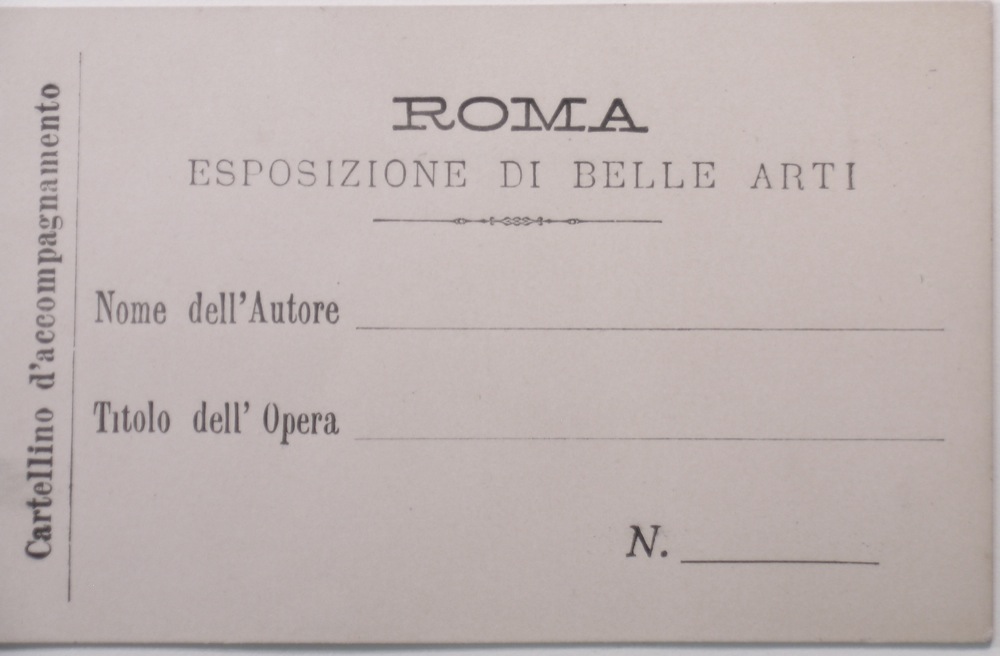 Cartellino d'accompagnamento
ROMA
ESPOSIZIONE DI BELLE ARTI
Nome dell'Autore
Titolo dell' Opera
N.